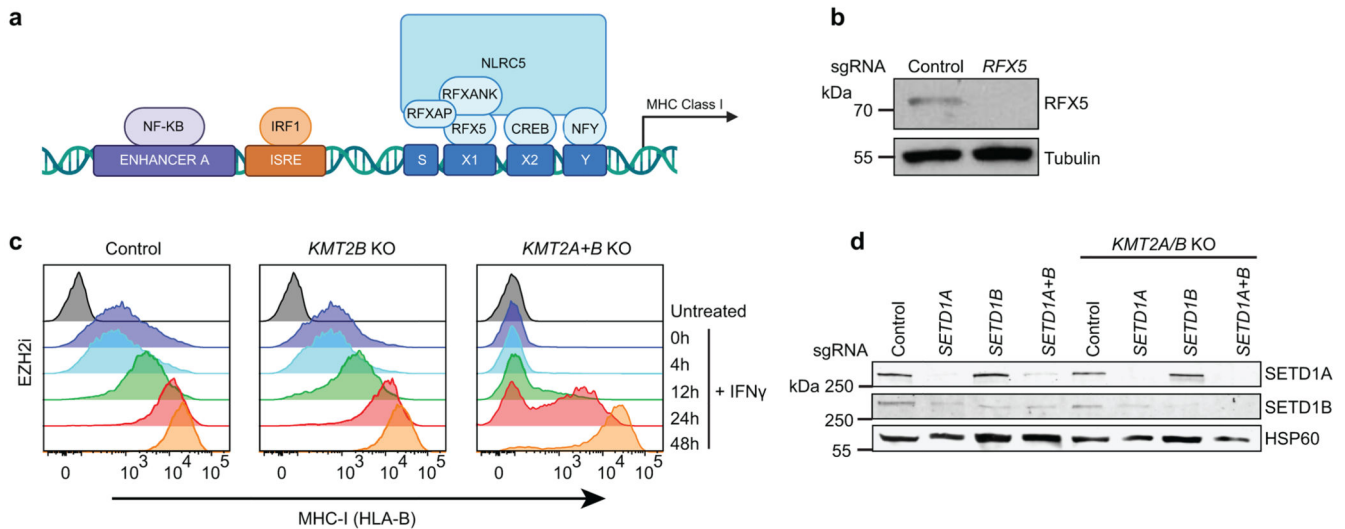 a
NLRC5
RFXANK
RFXAP
NF-KB
IRF1
RFX5
CREB
NFY
MHC Class I
ENHANCER A
ISRE
S
X1
X2
Y
b
sgRNA
Control
RFX5
kDa
70
RFX5
55
Tubulin
c
Control
KMT2B KO
KMT2A+B KO
EZH2i
Untreated
0h
4h
12h
24h
48h
+ IFNγ
0 10³ 10⁴ 10⁵
0 10³ 10⁴ 10⁵
0 10³ 10⁴ 10⁵
MHC-I (HLA-B)
d
KMT2A/B KO
sgRNA
Control
SETD1A
SETD1B
SETD1A+B
Control
SETD1A
SETD1B
SETD1A+B
kDa 250
SETD1A
250
SETD1B
55
HSP60